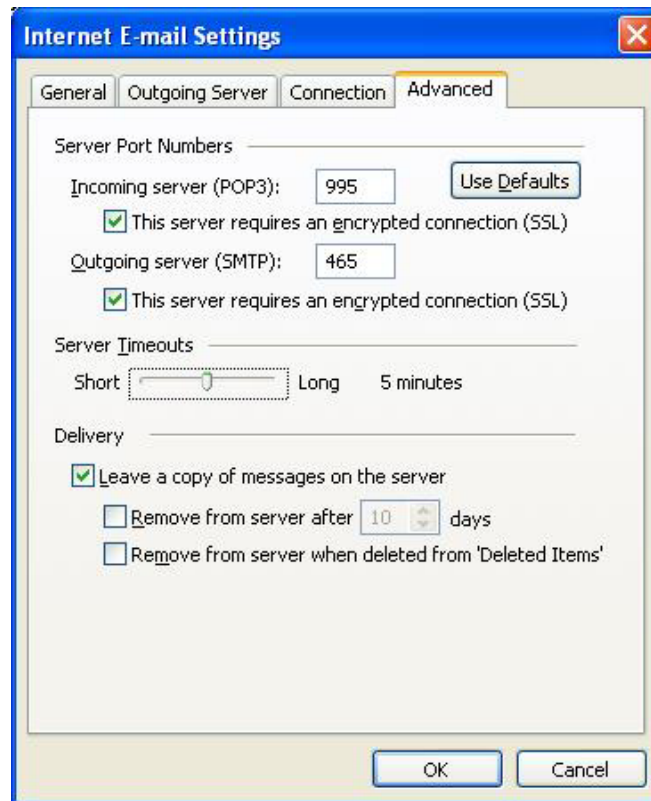 Internet E-mail Settings
General Outgoing Server Connection Advanced
Server Port Numbers
Incoming server (POP3): 995 Use Defaults
This server requires an encrypted connection (SSL)
Outgoing server (SMTP): 465
This server requires an encrypted connection (SSL)
Server Timeouts
Short Long 5 minutes
Delivery
Leave a copy of messages on the server
Remove from server after 10 days
Remove from server when deleted from 'Deleted Items'
OK Cancel